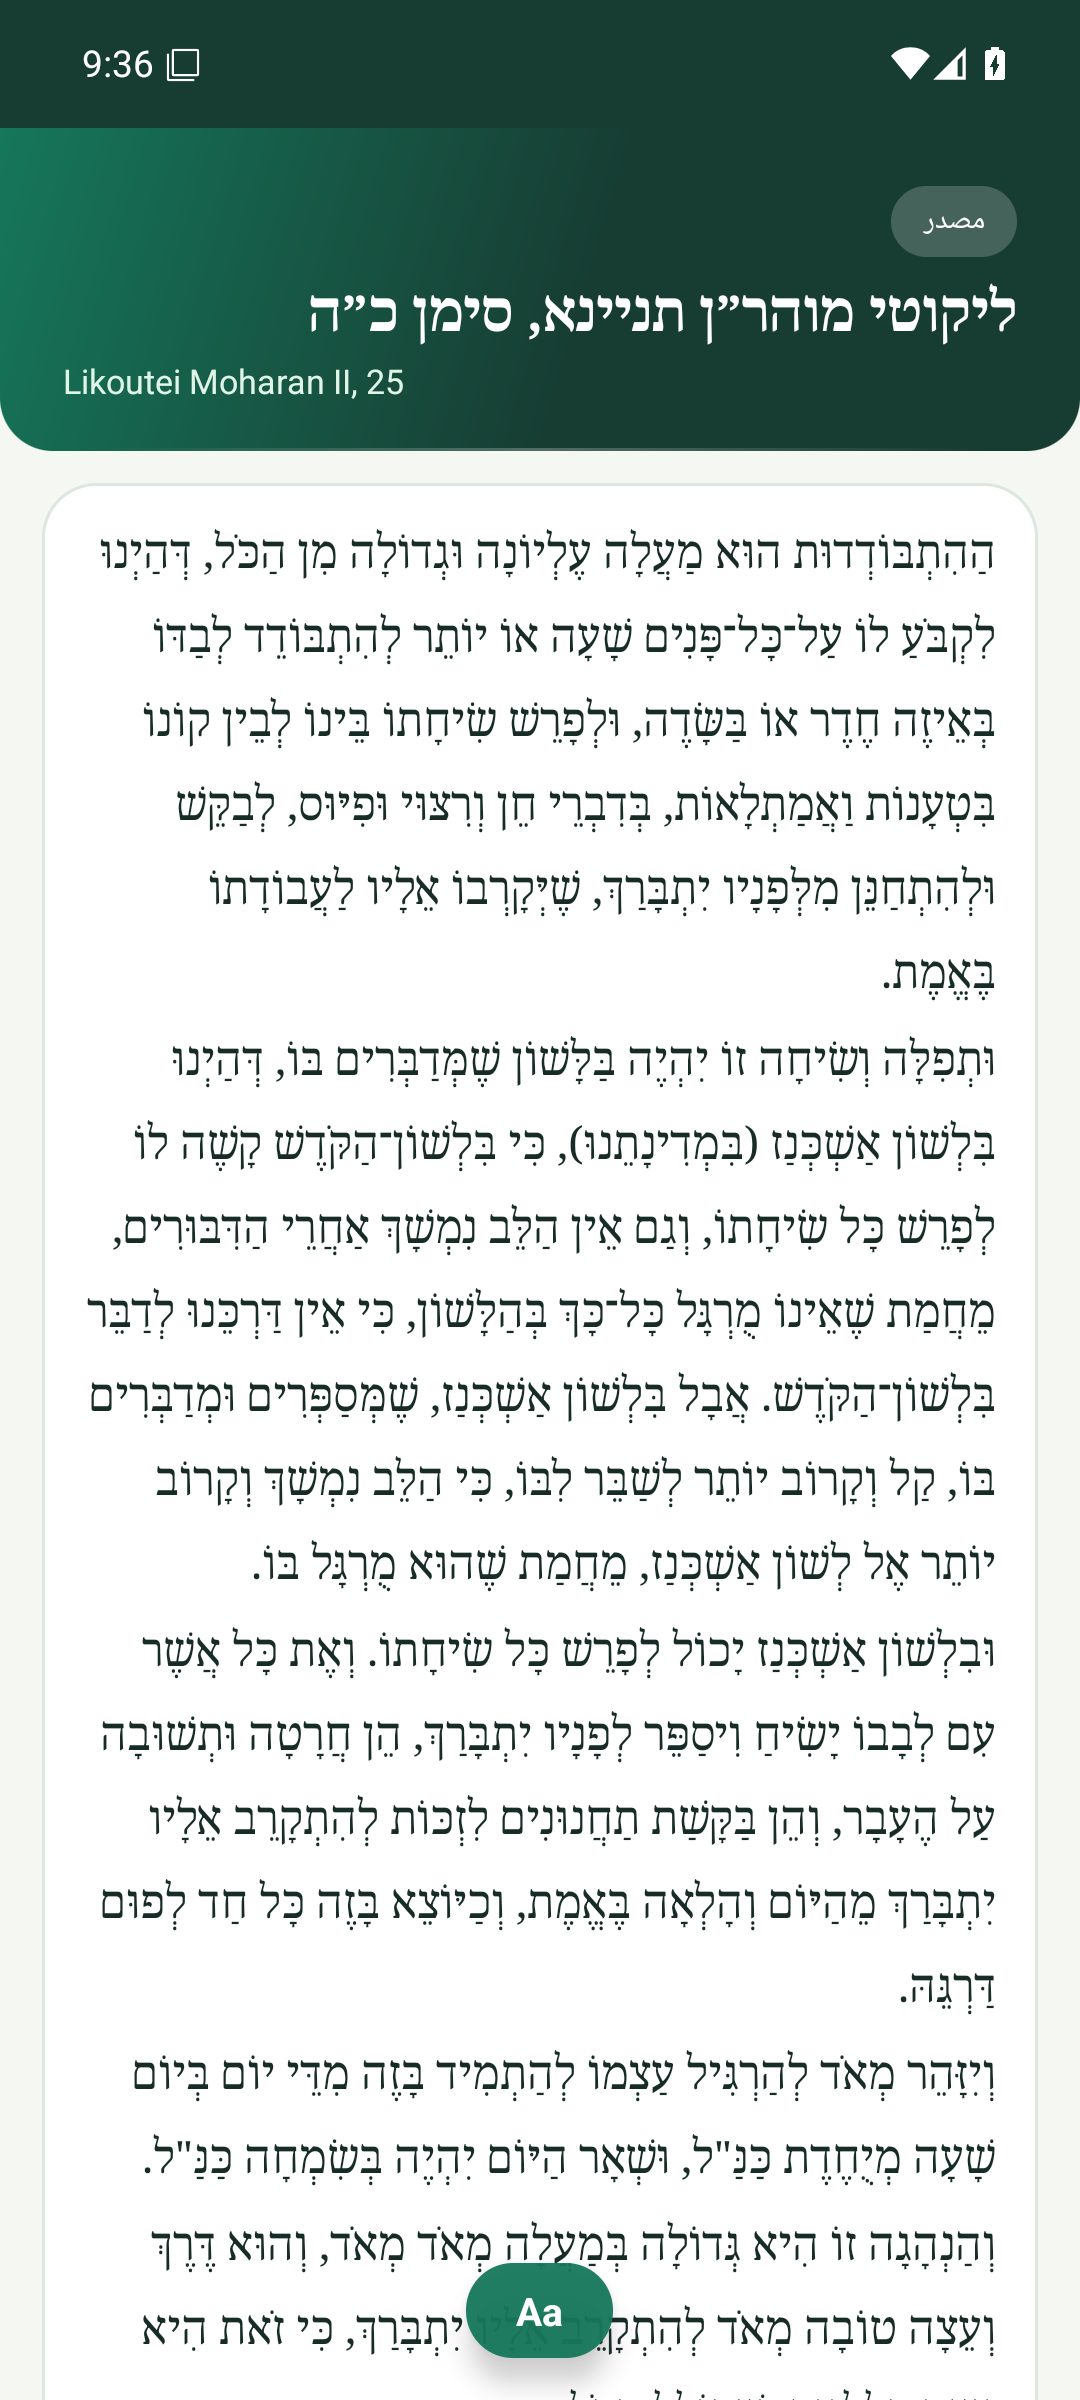 9:36
مصدر
ליקוטי מוהר״ן תניינא, סימן כ״ה
Likoutei Moharan II, 25
הַהִתְבּוֹדְדוּת הוּא מַעֲלָה עֶלְיוֹנָה וּגְדוֹלָה מִן הַכֹּל, דְּהַיְנוּ
לִקְבֹּעַ לוֹ עַל־כָּל־פָּנִים שָׁעָה אוֹ יוֹתֵר לְהִתְבּוֹדֵד לְבַדּוֹ
בְּאֵיזֶה חֶדֶר אוֹ בַּשָּׂדֶה, וּלְפָרֵשׁ שִׂיחָתוֹ בֵּינוֹ לְבֵין קוֹנוֹ
בִּטְעָנוֹת וַאֲמַתְלָאוֹת, בְּדִבְרֵי חֵן וְרִצּוּי וּפִיּוּס, לְבַקֵּשׁ
וּלְהִתְחַנֵּן מִלְּפָנָיו יִתְבָּרַךְ, שֶׁיְּקָרְבוֹ אֵלָיו לַעֲבוֹדָתוֹ
בֶּאֱמֶת.
וּתְפִלָּה וְשִׂיחָה זוֹ יִהְיֶה בַּלָּשׁוֹן שֶׁמְּדַבְּרִים בּוֹ, דְּהַיְנוּ
בִּלְשׁוֹן אַשְׁכְּנַז (בִּמְדִינָתֵנוּ), כִּי בִּלְשׁוֹן־הַקֹּדֶשׁ קָשֶׁה לוֹ
לְפָרֵשׁ כָּל שִׂיחָתוֹ, וְגַם אֵין הַלֵּב נִמְשָׁךְ אַחֲרֵי הַדִּבּוּרִים,
מֵחֲמַת שֶׁאֵינוֹ מֻרְגָּל כָּל־כָּךְ בְּהַלָּשׁוֹן, כִּי אֵין דַּרְכֵּנוּ לְדַבֵּר
בִּלְשׁוֹן־הַקֹּדֶשׁ. אֲבָל בִּלְשׁוֹן אַשְׁכְּנַז, שֶׁמְּסַפְּרִים וּמְדַבְּרִים
בּוֹ, קַל וְקָרוֹב יוֹתֵר לְשַׁבֵּר לִבּוֹ, כִּי הַלֵּב נִמְשָׁךְ וְקָרוֹב
יוֹתֵר אֶל לְשׁוֹן אַשְׁכְּנַז, מֵחֲמַת שֶׁהוּא מֻרְגָּל בּוֹ.
וּבִלְשׁוֹן אַשְׁכְּנַז יָכוֹל לְפָרֵשׁ כָּל שִׂיחָתוֹ. וְאֶת כָּל אֲשֶׁר
עִם לְבָבוֹ יָשִׂיחַ וִיסַפֵּר לְפָנָיו יִתְבָּרַךְ, הֵן חֲרָטָה וּתְשׁוּבָה
עַל הֶעָבָר, וְהֵן בַּקָּשַׁת תַּחֲנוּנִים לִזְכּוֹת לְהִתְקָרֵב אֵלָיו
יִתְבָּרַךְ מֵהַיּוֹם וְהָלְאָה בֶּאֱמֶת, וְכַיּוֹצֵא בָּזֶה כָּל חַד לְפוּם
דַּרְגֵּהּ.
וְיִזָּהֵר מְאֹד לְהַרְגִּיל עַצְמוֹ לְהַתְמִיד בָּזֶה מִדֵּי יוֹם בְּיוֹם
שָׁעָה מְיֻחֶדֶת כַּנַּ"ל, וּשְׁאָר הַיּוֹם יִהְיֶה בְּשִׂמְחָה כַּנַּ"ל.
וְהַנְהָגָה זוֹ הִיא גְּדוֹלָה בְּמַעְלָה מְאֹד מְאֹד, וְהוּא דֶּרֶךְ
וְעֵצָה טוֹבָה מְאֹד לְהִתְקָרֵב אֵלָיו יִתְבָּרַךְ, כִּי זֹאת הִיא
Aa